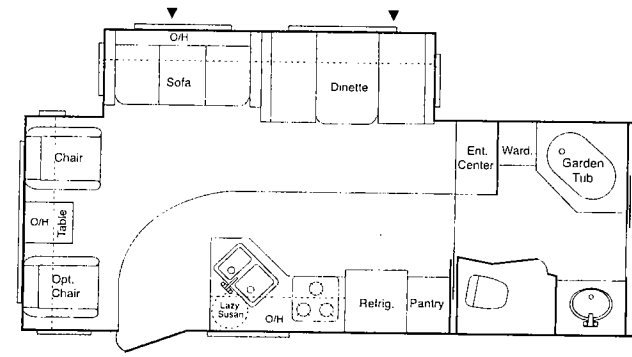 O/H
Sofa
Dinette
Chair
Ent.
Center
Ward.
Garden
Tub
O/H
Table
Opt.
Chair
Lazy
Susan
O/H
Refrig.
Pantry